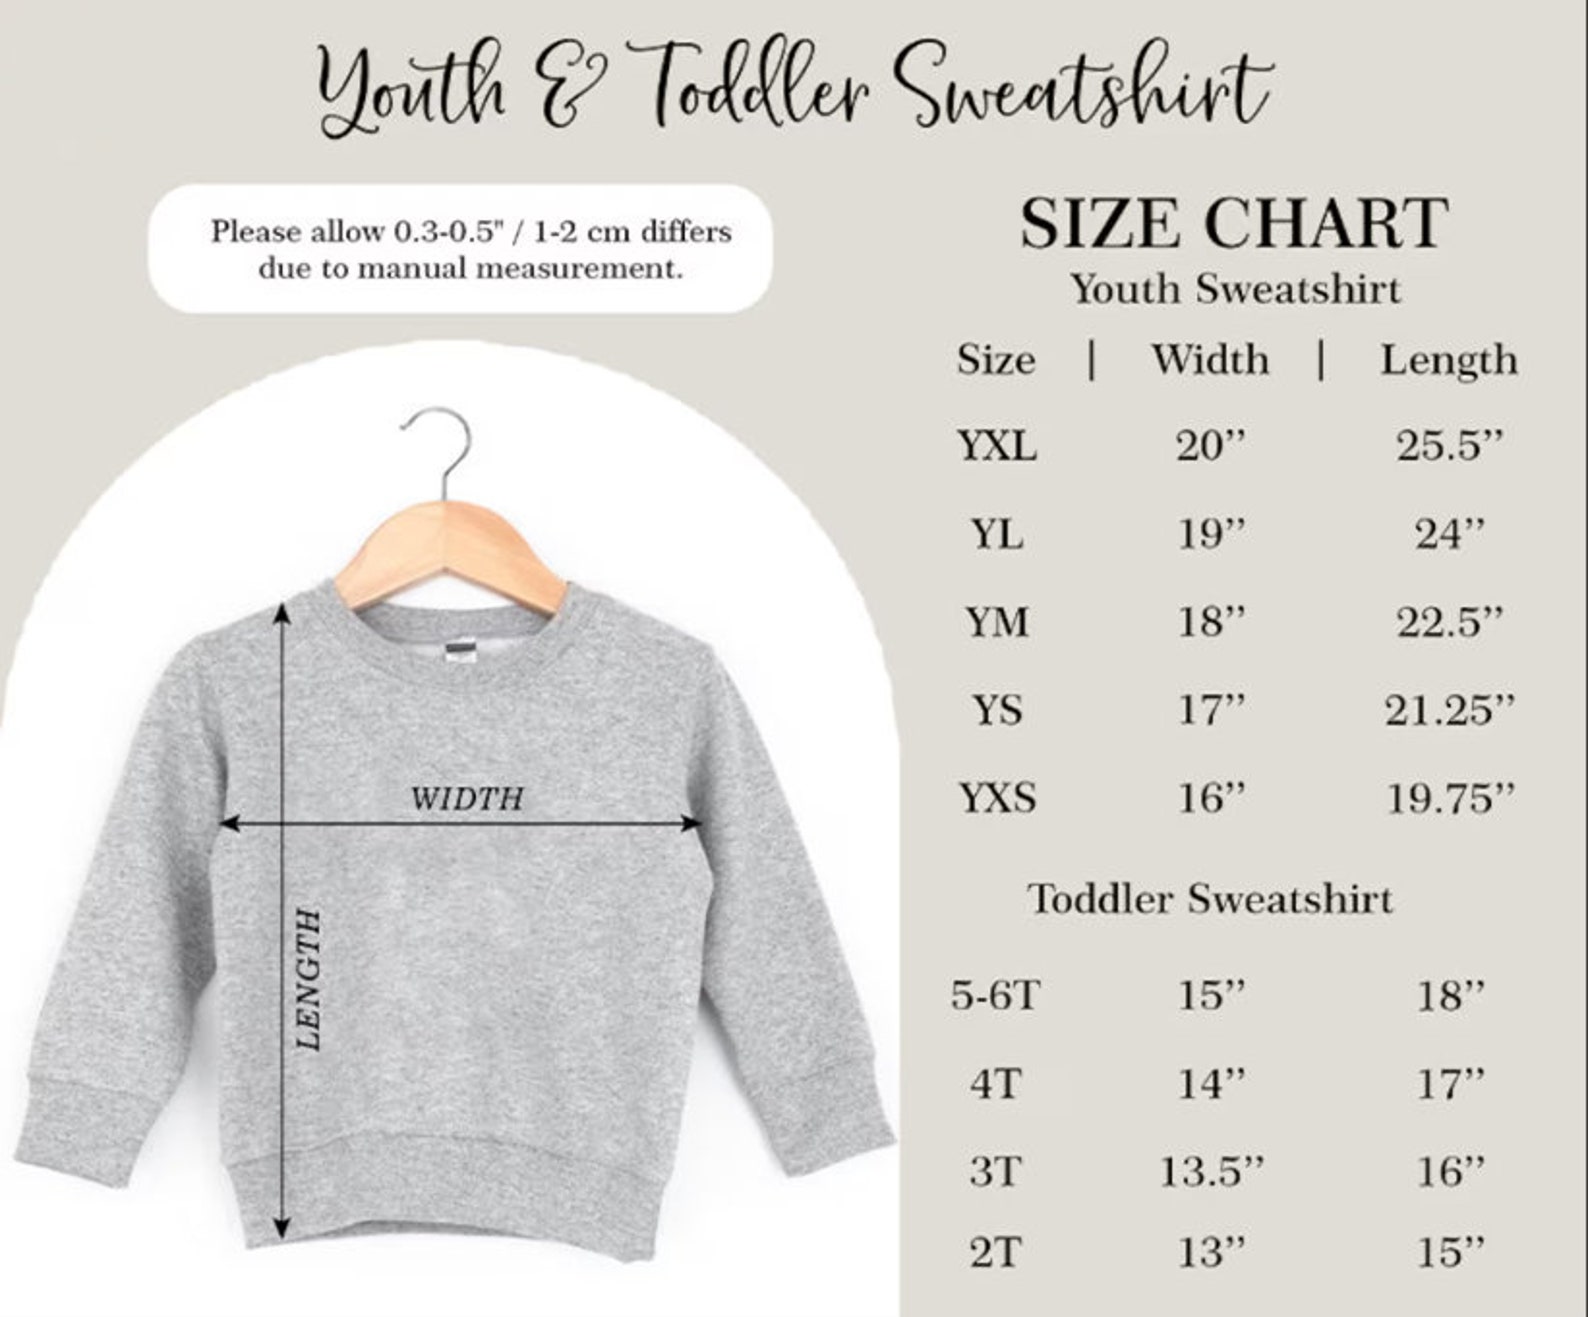 Youth & Toddler Sweatshirt
Please allow 0.3-0.5" / 1-2 cm differs
due to manual measurement.
WIDTH
LENGTH
SIZE CHART
Youth Sweatshirt
Size | Width | Length
YXL 20’’ 25.5’’
YL 19’’ 24’’
YM 18’’ 22.5’’
YS 17’’ 21.25’’
YXS 16’’ 19.75’’
Toddler Sweatshirt
5-6T 15’’ 18’’
4T 14’’ 17’’
3T 13.5’’ 16’’
2T 13’’ 15’’